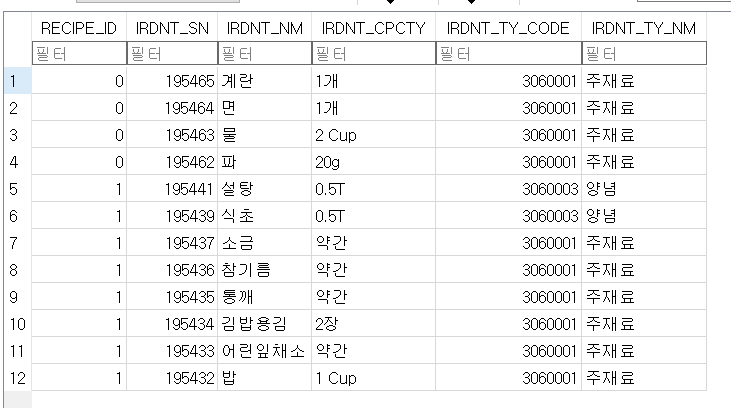 RECIPE_ID IRDNT_SN IRDNT_NM IRDNT_CPCTY IRDNT_TY_CODE IRDNT_TY_NM
필터 필터 필터 필터 필터 필터
1 0 195465 계란 1개 3060001 주재료
2 0 195464 면 1개 3060001 주재료
3 0 195463 물 2 Cup 3060001 주재료
4 0 195462 파 20g 3060001 주재료
5 1 195441 설탕 0.5T 3060003 양념
6 1 195439 식초 0.5T 3060003 양념
7 1 195437 소금 약간 3060001 주재료
8 1 195436 참기름 약간 3060001 주재료
9 1 195435 통깨 약간 3060001 주재료
10 1 195434 김밥용김 2장 3060001 주재료
11 1 195433 어린잎채소 약간 3060001 주재료
12 1 195432 밥 1 Cup 3060001 주재료